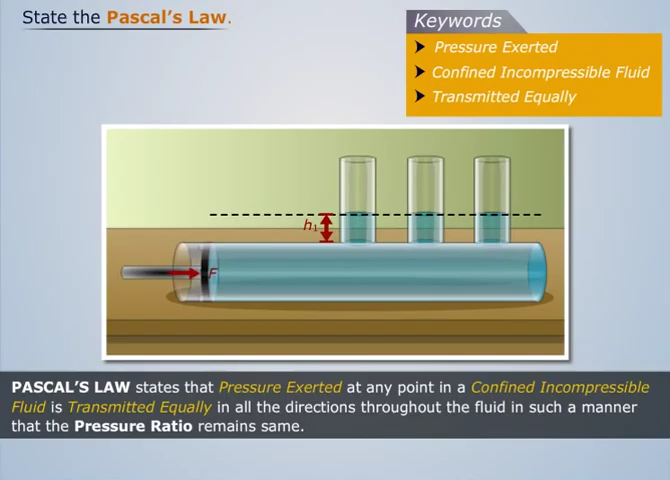 State the Pascal's Law.
Keywords
Pressure Exerted
Confined Incompressible Fluid
Transmitted Equally
h₁
F
PASCAL'S LAW states that Pressure Exerted at any point in a Confined Incompressible
Fluid is Transmitted Equally in all the directions throughout the fluid in such a manner
that the Pressure Ratio remains same.